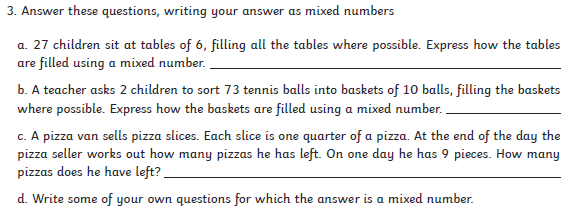 3. Answer these questions, writing your answer as mixed numbers
a. 27 children sit at tables of 6, filling all the tables where possible. Express how the tables
are filled using a mixed number.
b. A teacher asks 2 children to sort 73 tennis balls into baskets of 10 balls, filling the baskets
where possible. Express how the baskets are filled using a mixed number.
c. A pizza van sells pizza slices. Each slice is one quarter of a pizza. At the end of the day the
pizza seller works out how many pizzas he has left. On one day he has 9 pieces. How many
pizzas does he have left?
d. Write some of your own questions for which the answer is a mixed number.